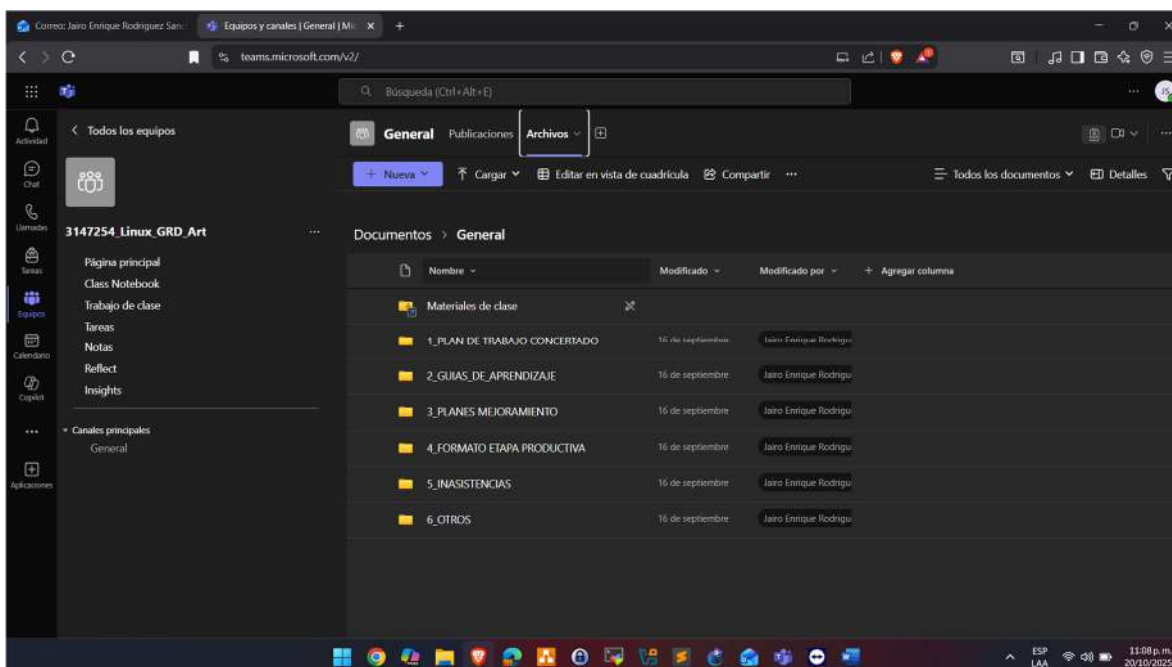 Correo: Jairo Enrique Rodriguez San
Equipos y canales | General | Mic
teams.microsoft.com/v2/
Búsqueda (Ctrl+Alt+E)
JS
Actividad
Chat
Llamadas
Tareas
Equipos
Calendario
Copilot
Aplicaciones
Todos los equipos
3147254_Linux_GRD_Art
Página principal
Class Notebook
Trabajo de clase
Tareas
Notas
Reflect
Insights
Canales principales
General
General Publicaciones Archivos
+ Nueva Cargar Editar en vista de cuadrícula Compartir ... Todos los documentos Detalles
Documentos > General
Nombre Modificado Modificado por + Agregar columna
Materiales de clase
1_PLAN DE TRABAJO CONCERTADO 16 de septiembre Jairo Enrique Rodrigu
2_GUIAS_DE_APRENDIZAJE 16 de septiembre Jairo Enrique Rodrigu
3_PLANES MEJORAMIENTO 16 de septiembre Jairo Enrique Rodrigu
4_FORMATO ETAPA PRODUCTIVA 16 de septiembre Jairo Enrique Rodrigu
5_INASISTENCIAS 16 de septiembre Jairo Enrique Rodrigu
6_OTROS 16 de septiembre Jairo Enrique Rodrigu
ESP
LAA
11:08 p.m.
20/10/2025